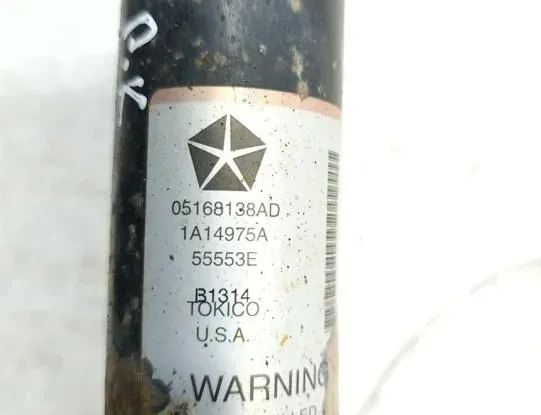 O.K
05168138AD
1A14975A
55553E
B1314
TOKICO
U.S.A.
WARNING